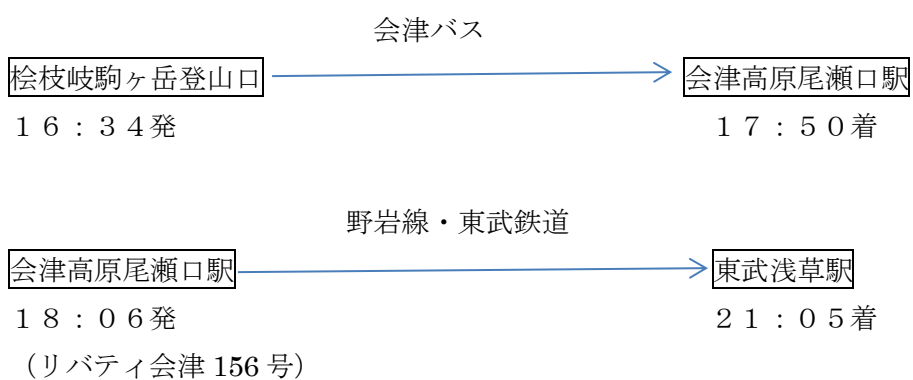 会津バス
桧枝岐駒ヶ岳登山口 会津高原尾瀬口駅
１６：３４発 １７：５０着
野岩線・東武鉄道
会津高原尾瀬口駅 東武浅草駅
１８：０６発 ２１：０５着
（リバティ会津 156 号）